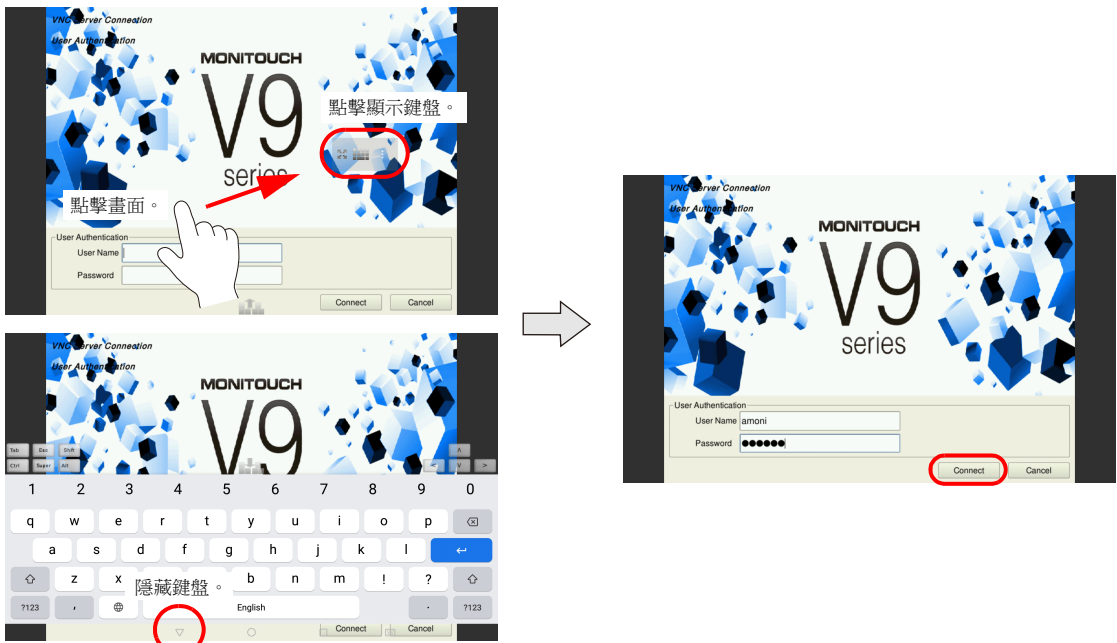 VNC Server Connection
User Authentication
MONITOUCH
V9
series
點擊顯示鍵盤。
點擊畫面。
User Authentication
User Name
Password
Connect Cancel
VNC Server Connection
User Authentication
MONITOUCH
V9
Tab Esc Shift
Ctrl Super Alt
1 2 3 4 5 6 7 8 9 0
q w e r t y u i o p
a s d f g h j k l
z x b n m ! ?
隱藏鍵盤。
?123 , English . ?123
Connect Cancel
VNC Server Connection
User Authentication
MONITOUCH
V9
series
User Authentication
User Name amoni
Password ●●●●●●
Connect Cancel